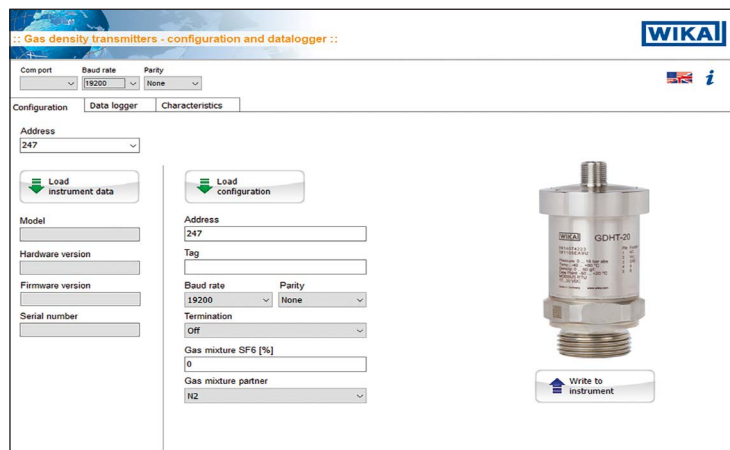 :: Gas density transmitters - configuration and datalogger ::
WIKAI
Com port Baud rate Parity
19200 None
i
Configuration Data logger Characteristics
Address
247
Load
instrument data
Load
configuration
Model
Hardware version
Firmware version
Serial number
Address
247
Tag
Baud rate Parity
19200 None
Termination
Off
Gas mixture SF6 [%]
0
Gas mixture partner
N2
WIKAI GDHT-20
Write to
instrument